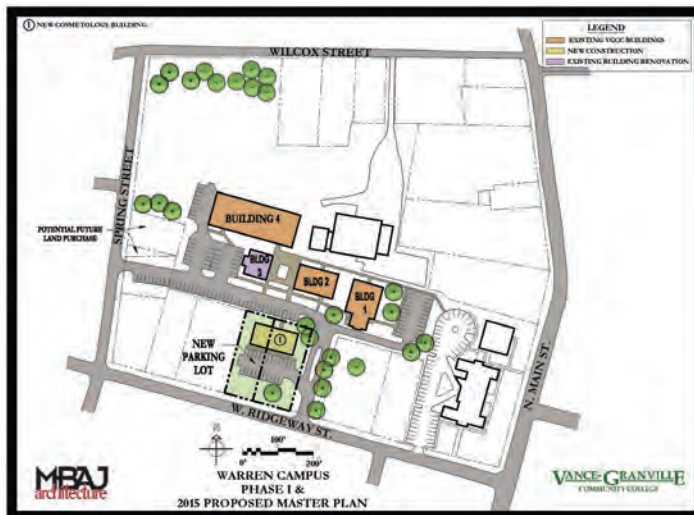 ① NEW COSMETOLOGY BUILDING
LEGEND
EXISTING VGCC BUILDINGS
NEW CONSTRUCTION
EXISTING BUILDING RENOVATION
WILCOX STREET
SPRING STREET
POTENTIAL FUTURE
LAND PURCHASE
BUILDING 4
BLDG
3
BLDG 2
BLDG
1
①
NEW
PARKING
LOT
W. RIDGEWAY ST.
N. MAIN ST.
0' 100' 200'
WARREN CAMPUS
PHASE I &
2015 PROPOSED MASTER PLAN
MBAJ
architecture
VANCE-GRANVILLE
COMMUNITY COLLEGE